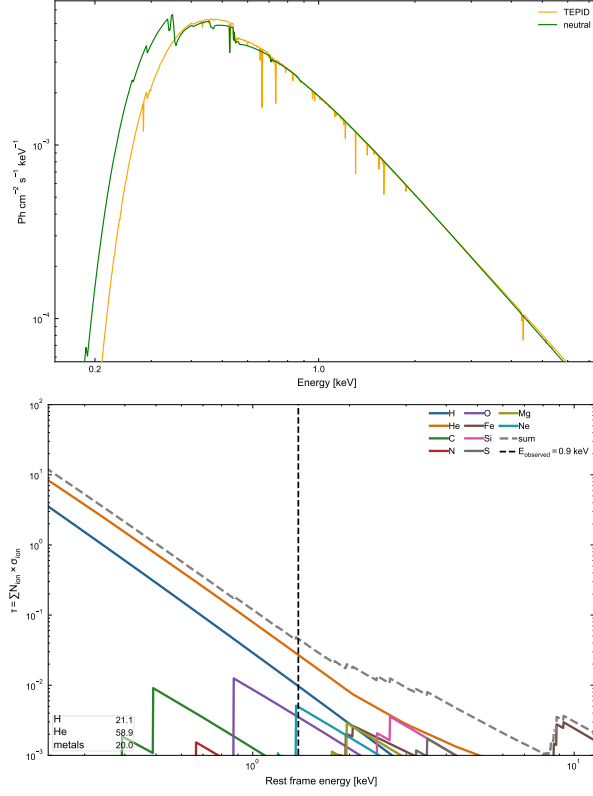 TEPID
neutral
Ph cm⁻² s⁻¹ keV⁻¹
10⁻³
10⁻⁴
0.2
1.0
Energy [keV]
10²
10¹
10⁰
10⁻¹
10⁻²
10⁻³
τ = ∑N_ion × σ_ion
H O Mg
He Fe Ne
C Si sum
N S E_observed = 0.9 keV
H 21.1
He 58.9
metals 20.0
10⁰ 10¹
Rest frame energy [keV]